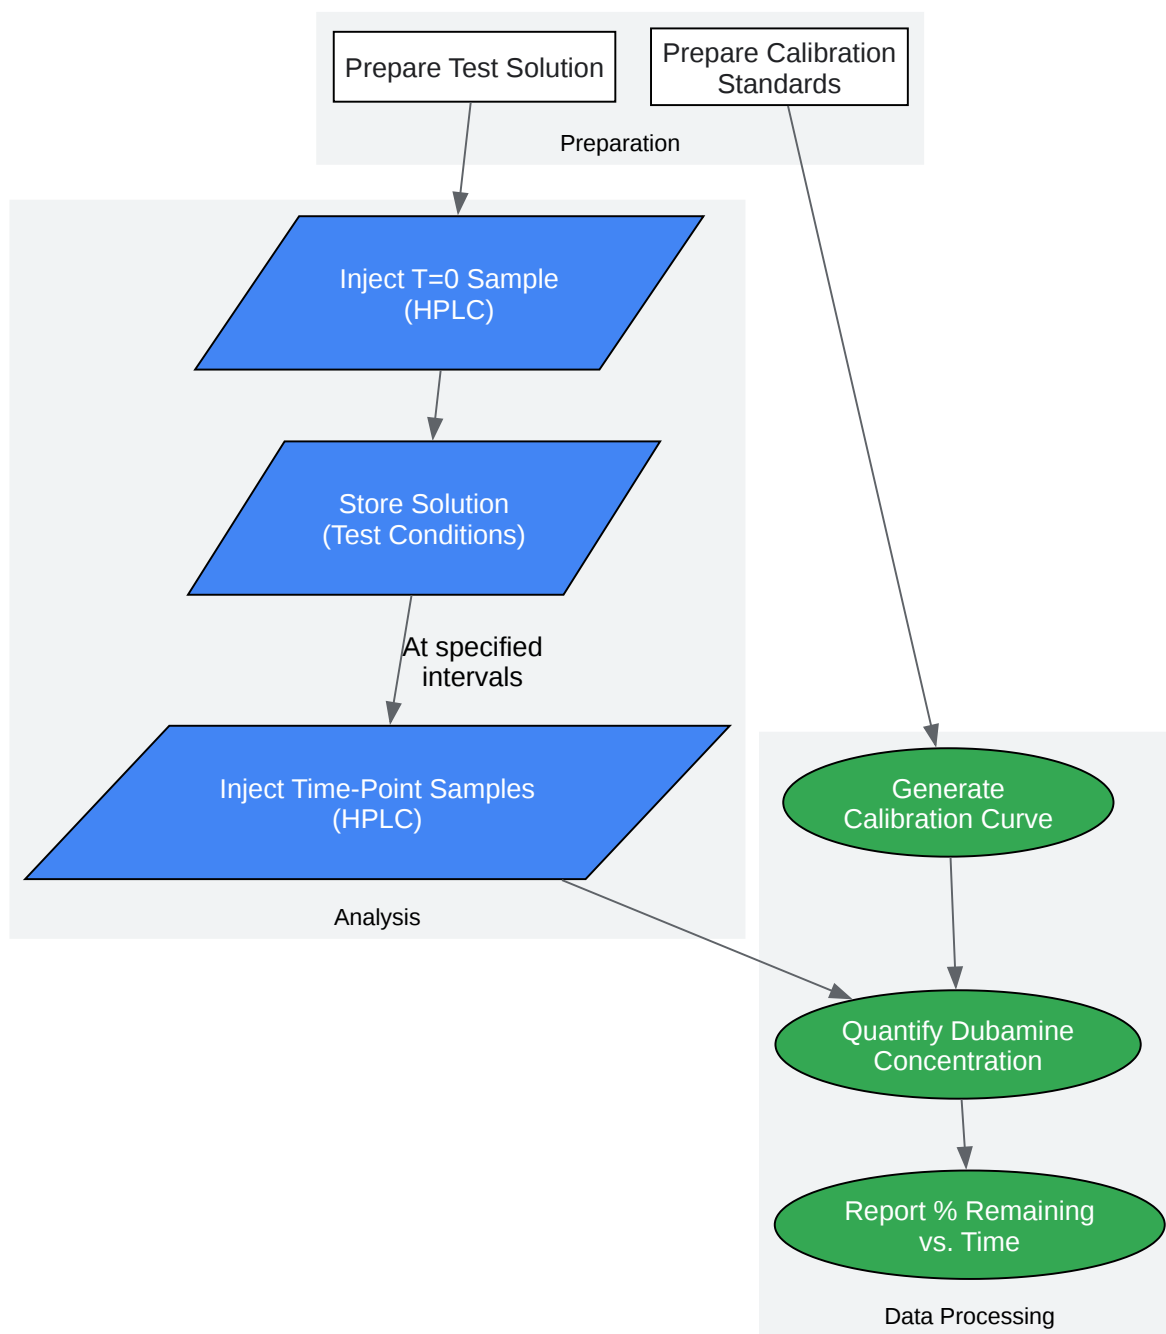 Prepare Test Solution
Prepare Calibration
Standards
Preparation
Inject T=0 Sample
(HPLC)
Store Solution
(Test Conditions)
At specified
intervals
Inject Time-Point Samples
(HPLC)
Analysis
Generate
Calibration Curve
Quantify Dubamine
Concentration
Report % Remaining
vs. Time
Data Processing